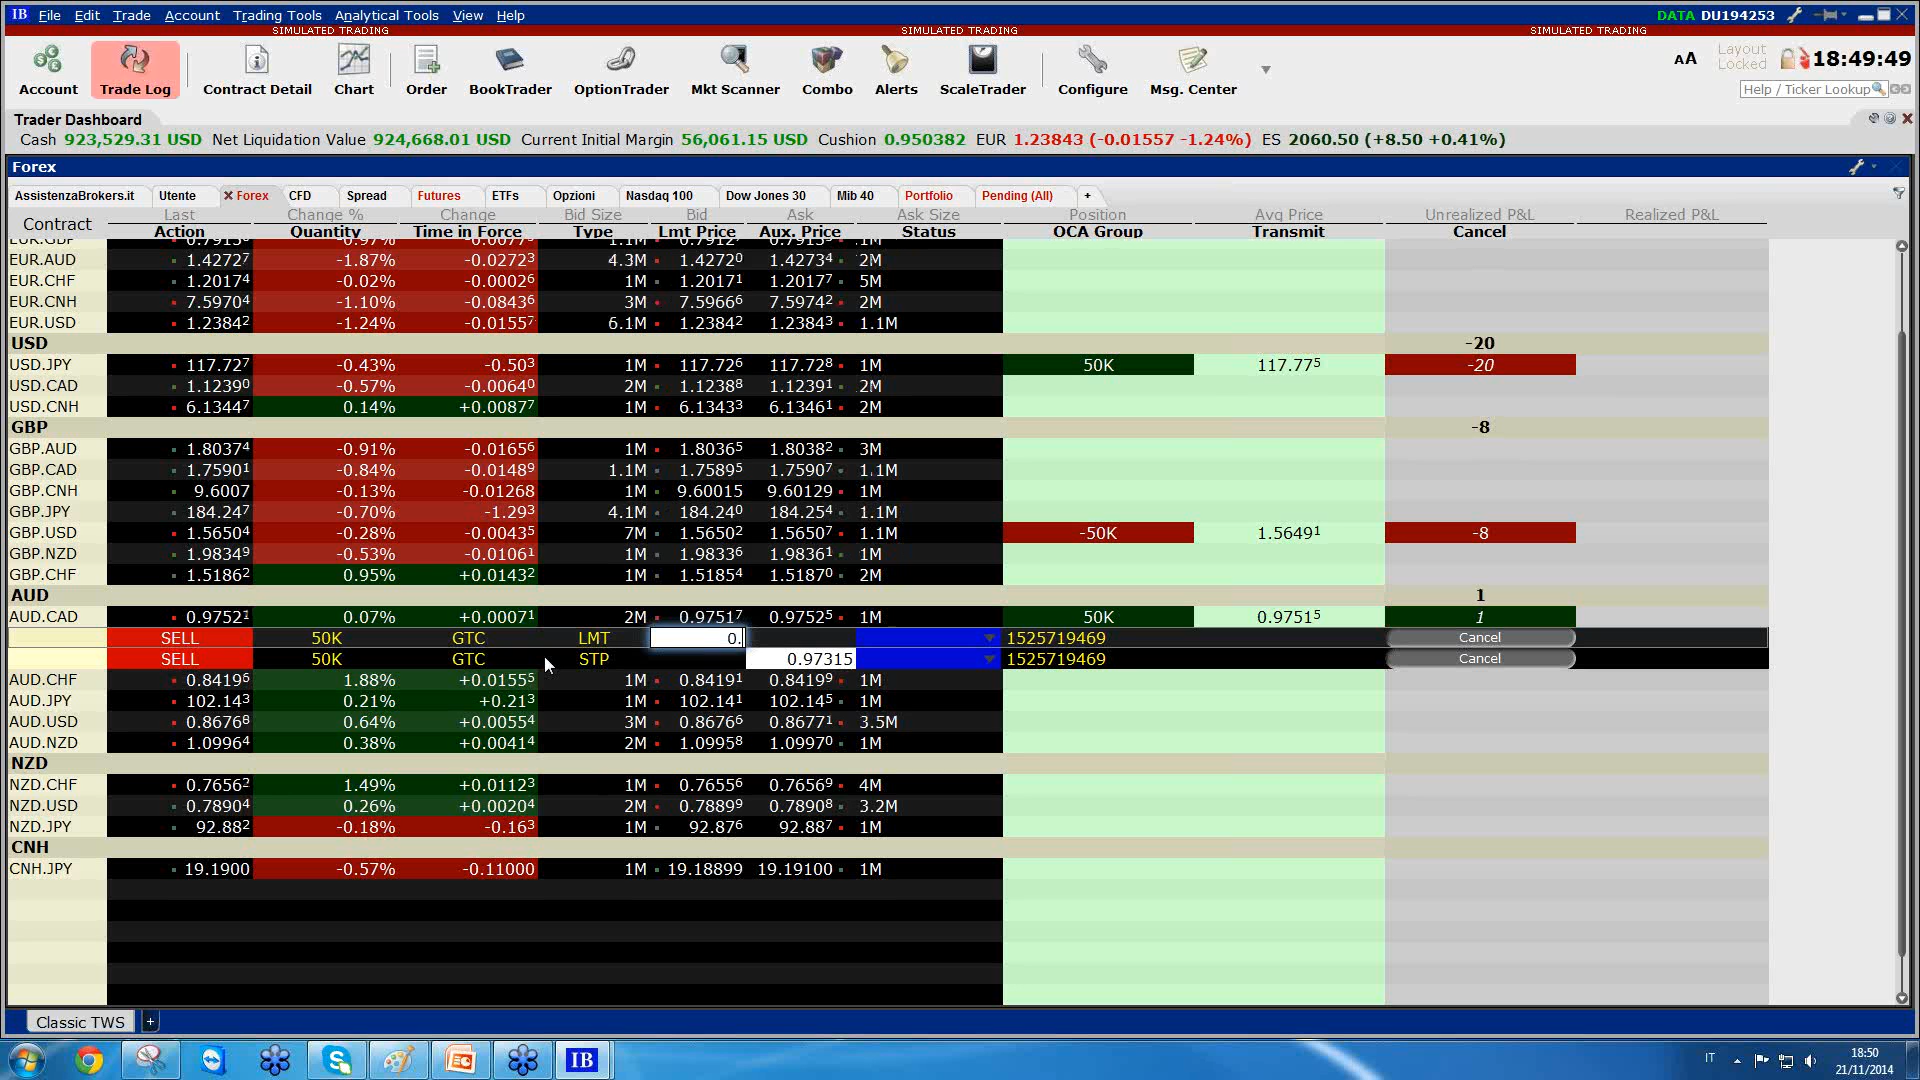 IB File Edit Trade Account Trading Tools Analytical Tools View Help DATA DU194253
SIMULATED TRADING SIMULATED TRADING SIMULATED TRADING
Account Trade Log Contract Detail Chart Order BookTrader OptionTrader Mkt Scanner Combo Alerts ScaleTrader Configure Msg. Center AA Layout Locked 18:49:49
Help / Ticker Lookup
Trader Dashboard
Cash 923,529.31 USD Net Liquidation Value 924,668.01 USD Current Initial Margin 56,061.15 USD Cushion 0.950382 EUR 1.23843 (-0.01557 -1.24%) ES 2060.50 (+8.50 +0.41%)
Forex
AssistenzaBrokers.it Utente Forex CFD Spread Futures ETFs Opzioni Nasdaq 100 Dow Jones 30 Mib 40 Portfolio Pending (All) +
Contract Last Change % Change Bid Size Bid Ask Ask Size Position Avg Price Unrealized P&L Realized P&L
Action Quantity Time in Force Type Lmt Price Aux. Price Status OCA Group Transmit Cancel
EUR.GBP
EUR.AUD 1.42727 -1.87% -0.02723 4.3M 1.42720 1.42734 2M
EUR.CHF 1.20174 -0.02% -0.00026 1M 1.20171 1.20177 5M
EUR.CNH 7.59704 -1.10% -0.08436 3M 7.59666 7.59742 2M
EUR.USD 1.23842 -1.24% -0.01557 6.1M 1.23842 1.23843 1.1M
USD -20
USD.JPY 117.727 -0.43% -0.503 1M 117.726 117.728 1M 50K 117.775 -20
USD.CAD 1.12390 -0.57% -0.00640 2M 1.12388 1.12391 2M
USD.CNH 6.13447 0.14% +0.00877 1M 6.13433 6.13461 2M
GBP -8
GBP.AUD 1.80374 -0.91% -0.01656 1M 1.80365 1.80382 3M
GBP.CAD 1.75901 -0.84% -0.01489 1.1M 1.75895 1.75907 1.1M
GBP.CNH 9.6007 -0.13% -0.01268 1M 9.60015 9.60129 1M
GBP.JPY 184.247 -0.70% -1.293 4.1M 184.240 184.254 1.1M
GBP.USD 1.56504 -0.28% -0.00435 7M 1.56502 1.56507 1.1M -50K 1.56491 -8
GBP.NZD 1.98349 -0.53% -0.01061 1M 1.98336 1.98361 1M
GBP.CHF 1.51862 0.95% +0.01432 1M 1.51854 1.51870 2M
AUD 1
AUD.CAD 0.97521 0.07% +0.00071 2M 0.97517 0.97525 1M 50K 0.97515 1
SELL 50K GTC LMT 0. 1525719469 Cancel
SELL 50K GTC STP 0.97315 1525719469 Cancel
AUD.CHF 0.84196 1.88% +0.01555 1M 0.84191 0.84199 1M
AUD.JPY 102.143 0.21% +0.213 1M 102.141 102.145 1M
AUD.USD 0.86768 0.64% +0.00554 3M 0.86766 0.86771 3.5M
AUD.NZD 1.09964 0.38% +0.00414 2M 1.09958 1.09970 1M
NZD
NZD.CHF 0.76562 1.49% +0.01123 1M 0.76556 0.76569 4M
NZD.USD 0.78904 0.26% +0.00204 2M 0.78899 0.78908 3.2M
NZD.JPY 92.882 -0.18% -0.163 1M 92.876 92.887 1M
CNH
CNH.JPY 19.1900 -0.57% -0.11000 1M 19.18899 19.19100 1M
Classic TWS +
IB IT 18:50
21/11/2014